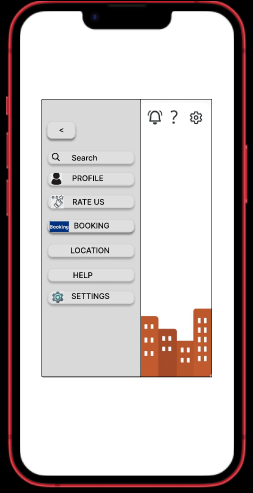 <
?
Search
PROFILE
RATE US
Booking BOOKING
LOCATION
HELP
SETTINGS